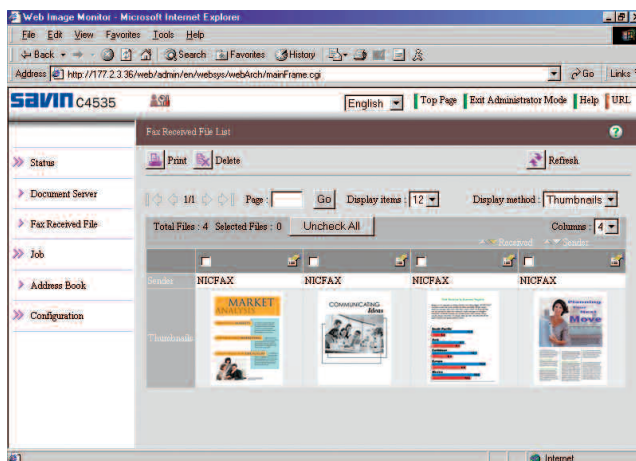 Web Image Monitor - Microsoft Internet Explorer
File Edit View Favorites Tools Help
Back Search Favorites History
Address http://177.2.3.36/web/admin/en/websys/webArch/mainFrame.cgi Go Links
savin C4535 English Top Page Exit Administrator Mode Help URL
Fax Received File List
Status
Document Server
Fax Received File
Job
Address Book
Configuration
Print Delete Refresh
1/1 Page : Go Display items : 12 Display method : Thumbnails
Total Files : 4 Selected Files : 0 Uncheck All Columns : 4
Received Sender
Sender NICFAX NICFAX NICFAX NICFAX
Thumbnails
MARKET
ANALYSIS
COMMUNICATING
Ideas
Planning
Your
Next
Move
Internet